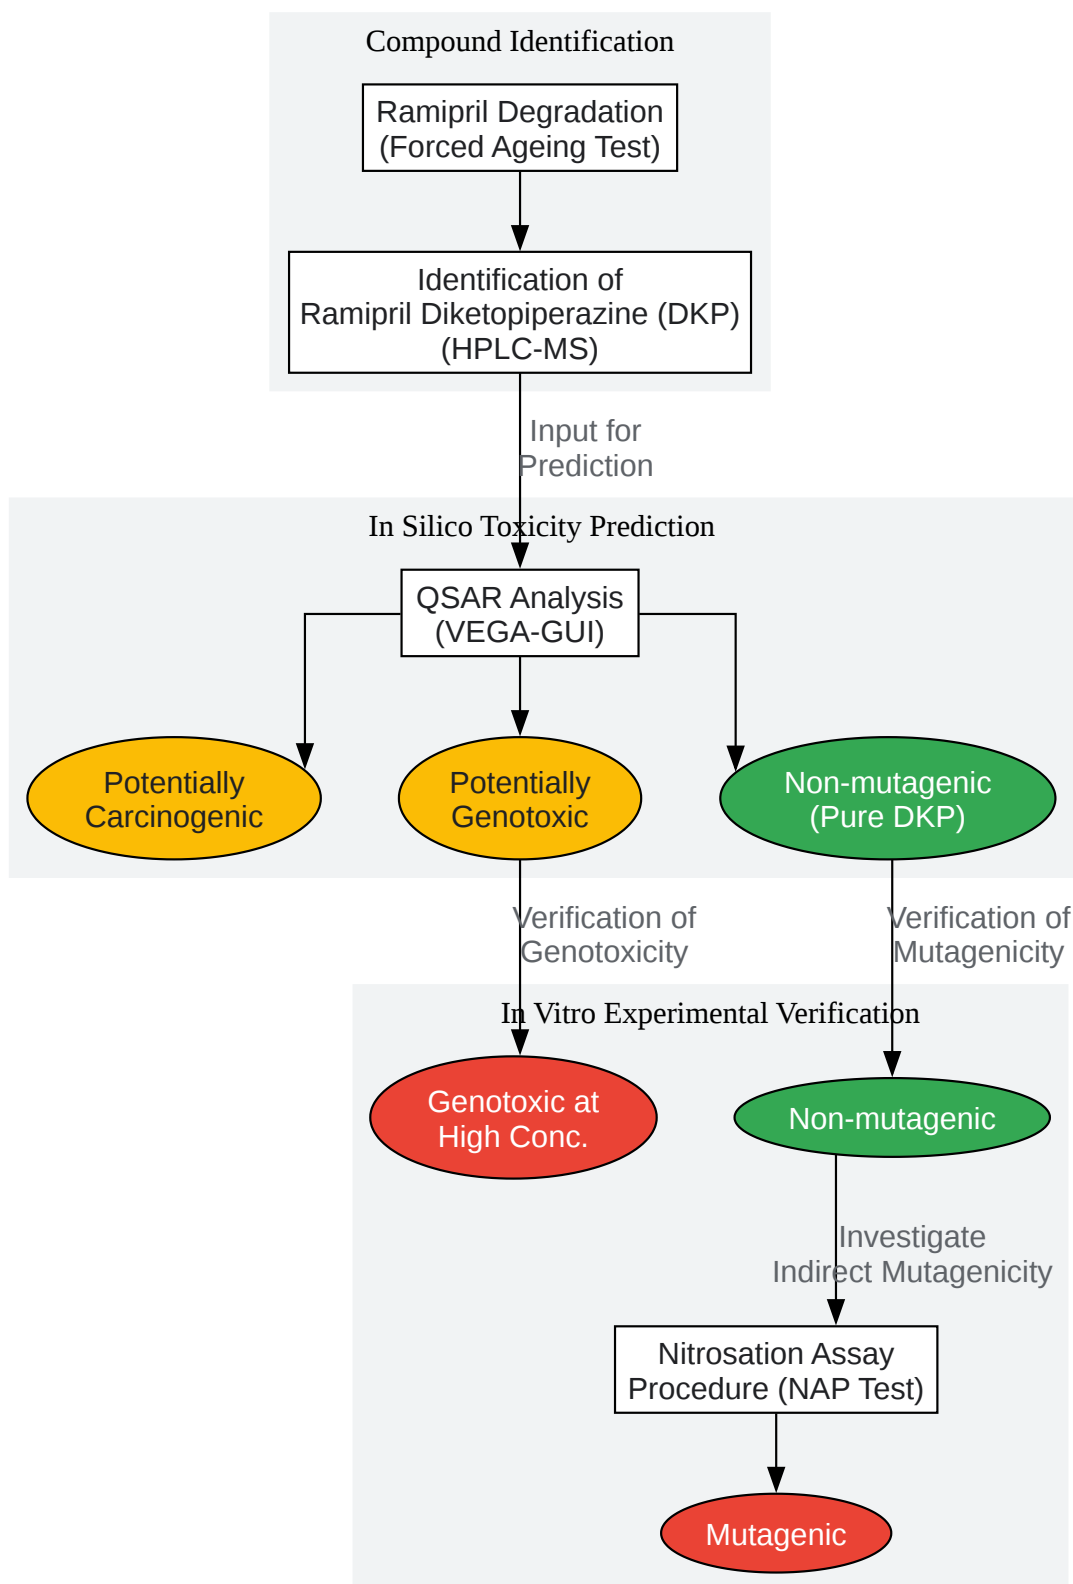 Compound Identification
Ramipril Degradation
(Forced Ageing Test)
Identification of
Ramipril Diketopiperazine (DKP)
(HPLC-MS)
Input for
Prediction
In Silico Toxicity Prediction
QSAR Analysis
(VEGA-GUI)
Potentially
Carcinogenic
Potentially
Genotoxic
Non-mutagenic
(Pure DKP)
Verification of
Genotoxicity
Verification of
Mutagenicity
In Vitro Experimental Verification
Genotoxic at
High Conc.
Non-mutagenic
Investigate
Indirect Mutagenicity
Nitrosation Assay
Procedure (NAP Test)
Mutagenic